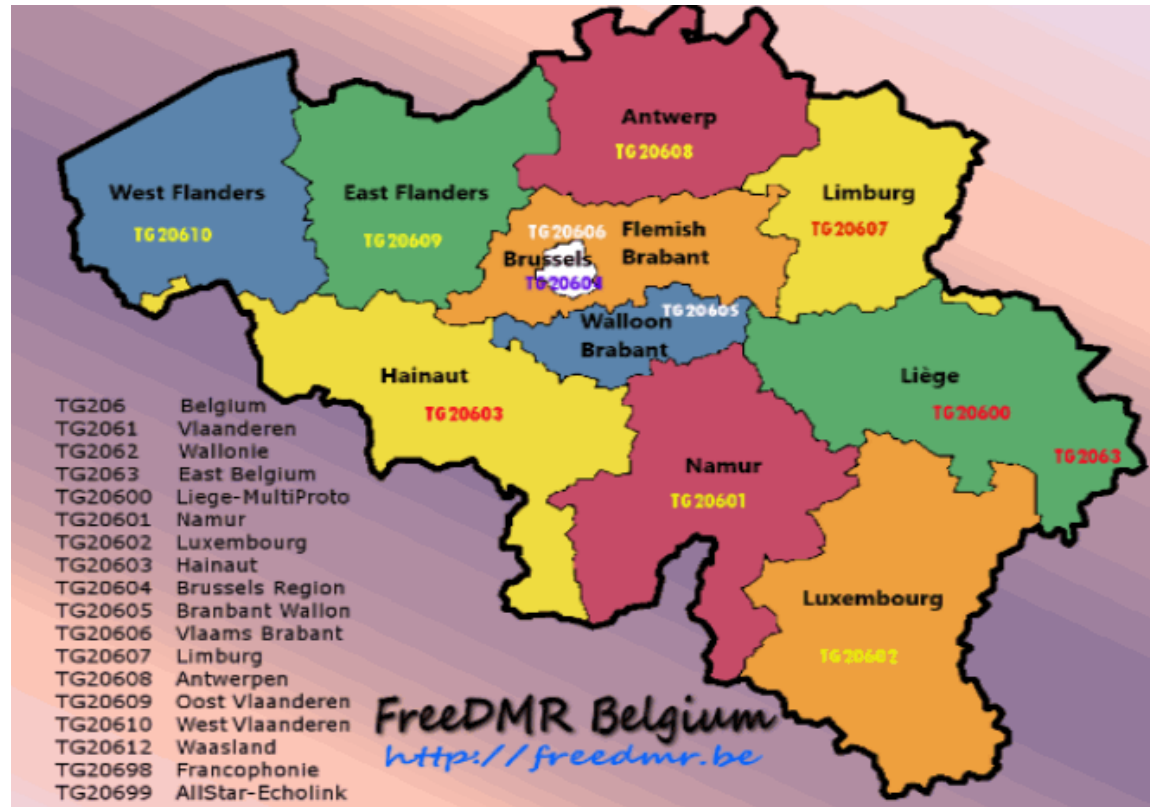 Antwerp
TG20608
West Flanders
TG20610
East Flanders
TG20609
Limburg
TG20607
TG20606
Flemish
Brabant
Brussels
TG20604
TG20605
Walloon
Brabant
Hainaut
TG20603
Liège
TG20600
TG2063
Namur
TG20601
Luxembourg
TG20602
TG206 Belgium
TG2061 Vlaanderen
TG2062 Wallonie
TG2063 East Belgium
TG20600 Liege-MultiProto
TG20601 Namur
TG20602 Luxembourg
TG20603 Hainaut
TG20604 Brussels Region
TG20605 Branbant Wallon
TG20606 Vlaams Brabant
TG20607 Limburg
TG20608 Antwerpen
TG20609 Oost Vlaanderen
TG20610 West Vlaanderen
TG20612 Waasland
TG20698 Francophonie
TG20699 AllStar-Echolink
FreeDMR Belgium
http://freedmr.be